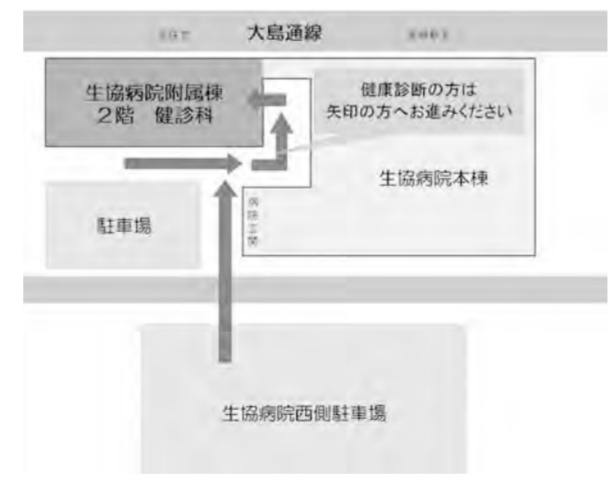 大島通線
生協病院附属棟
2階 健診科
健康診断の方は
矢印の方へお進みください
生協病院本棟
駐車場
生協病院西側駐車場